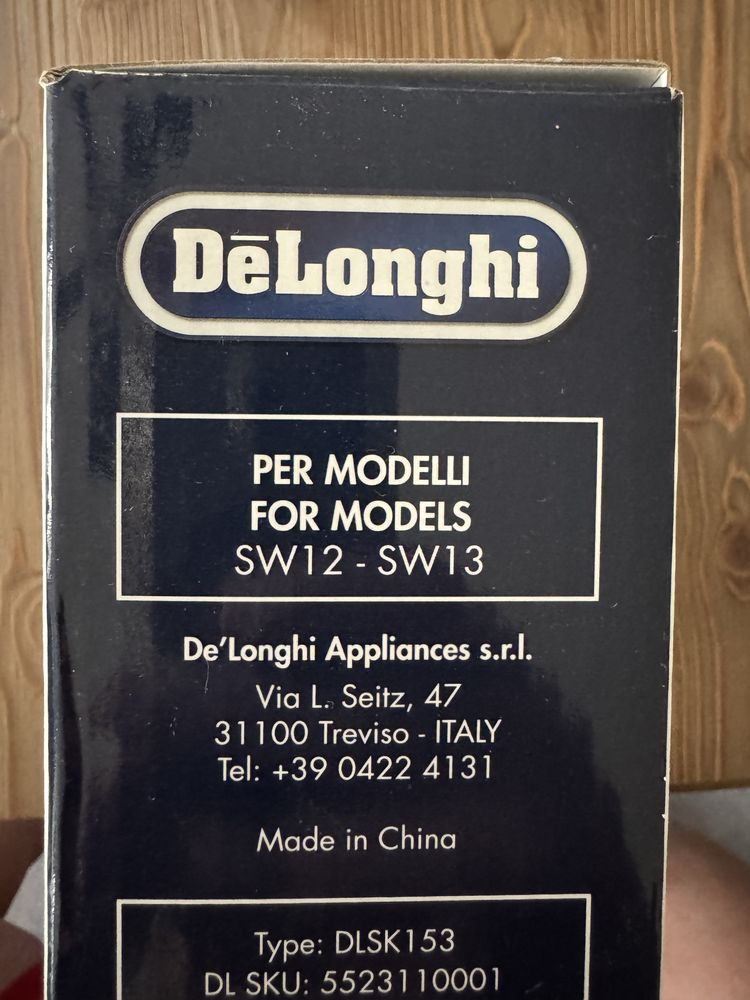 DēLonghi
PER MODELLI
FOR MODELS
SW12 - SW13
De'Longhi Appliances s.r.l.
Via L. Seitz, 47
31100 Treviso - ITALY
Tel: +39 0422 4131
Made in China
Type: DLSK153
DL SKU: 5523110001